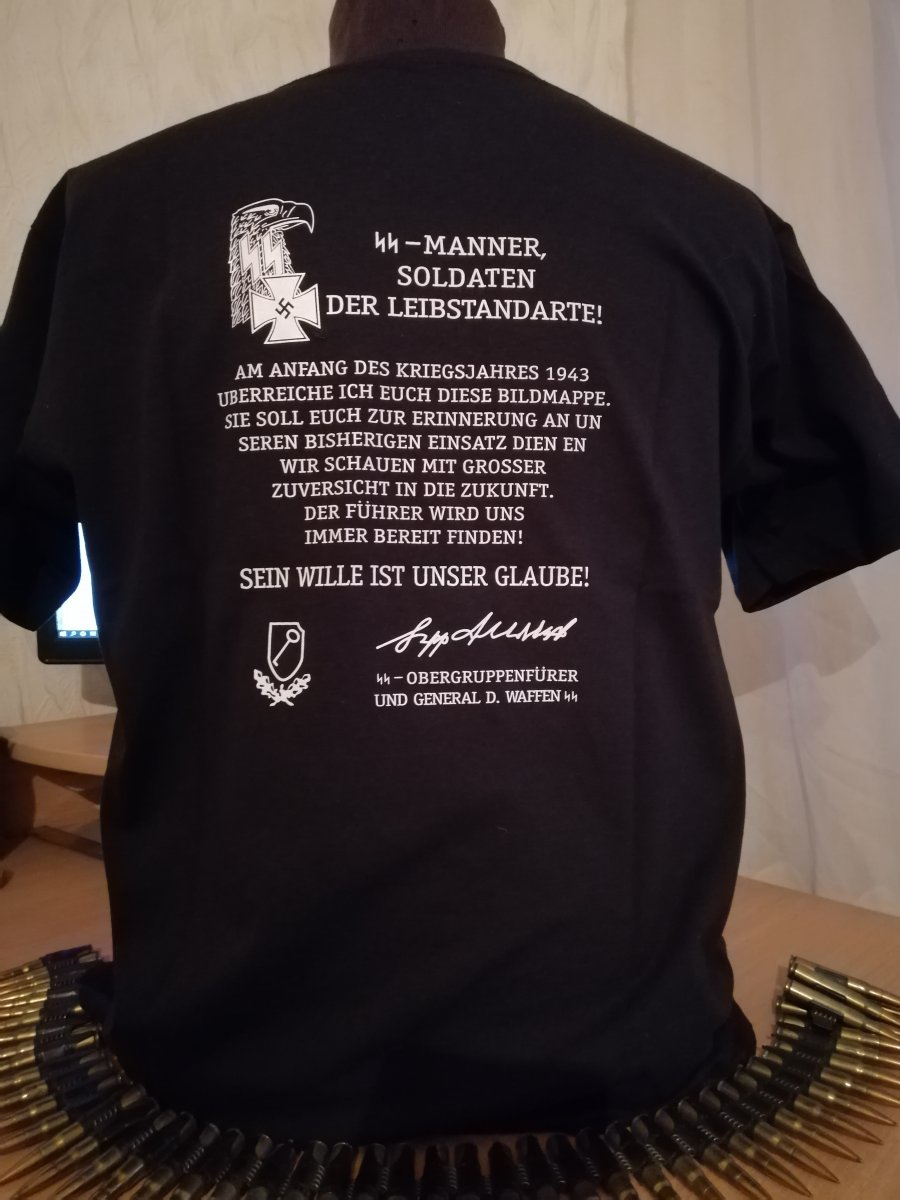 ϟϟ – MANNER,
SOLDATEN
DER LEIBSTANDARTE!
AM ANFANG DES KRIEGSJAHRES 1943
UBERREICHE ICH EUCH DIESE BILDMAPPE.
SIE SOLL EUCH ZUR ERINNERUNG AN UN
SEREN BISHERIGEN EINSATZ DIEN EN
WIR SCHAUEN MIT GROSSER
ZUVERSICHT IN DIE ZUKUNFT.
DER FÜHRER WIRD UNS
IMMER BEREIT FINDEN!
SEIN WILLE IST UNSER GLAUBE!
ϟϟ – OBERGRUPPENFÜRER
UND GENERAL D. WAFFEN ϟϟ